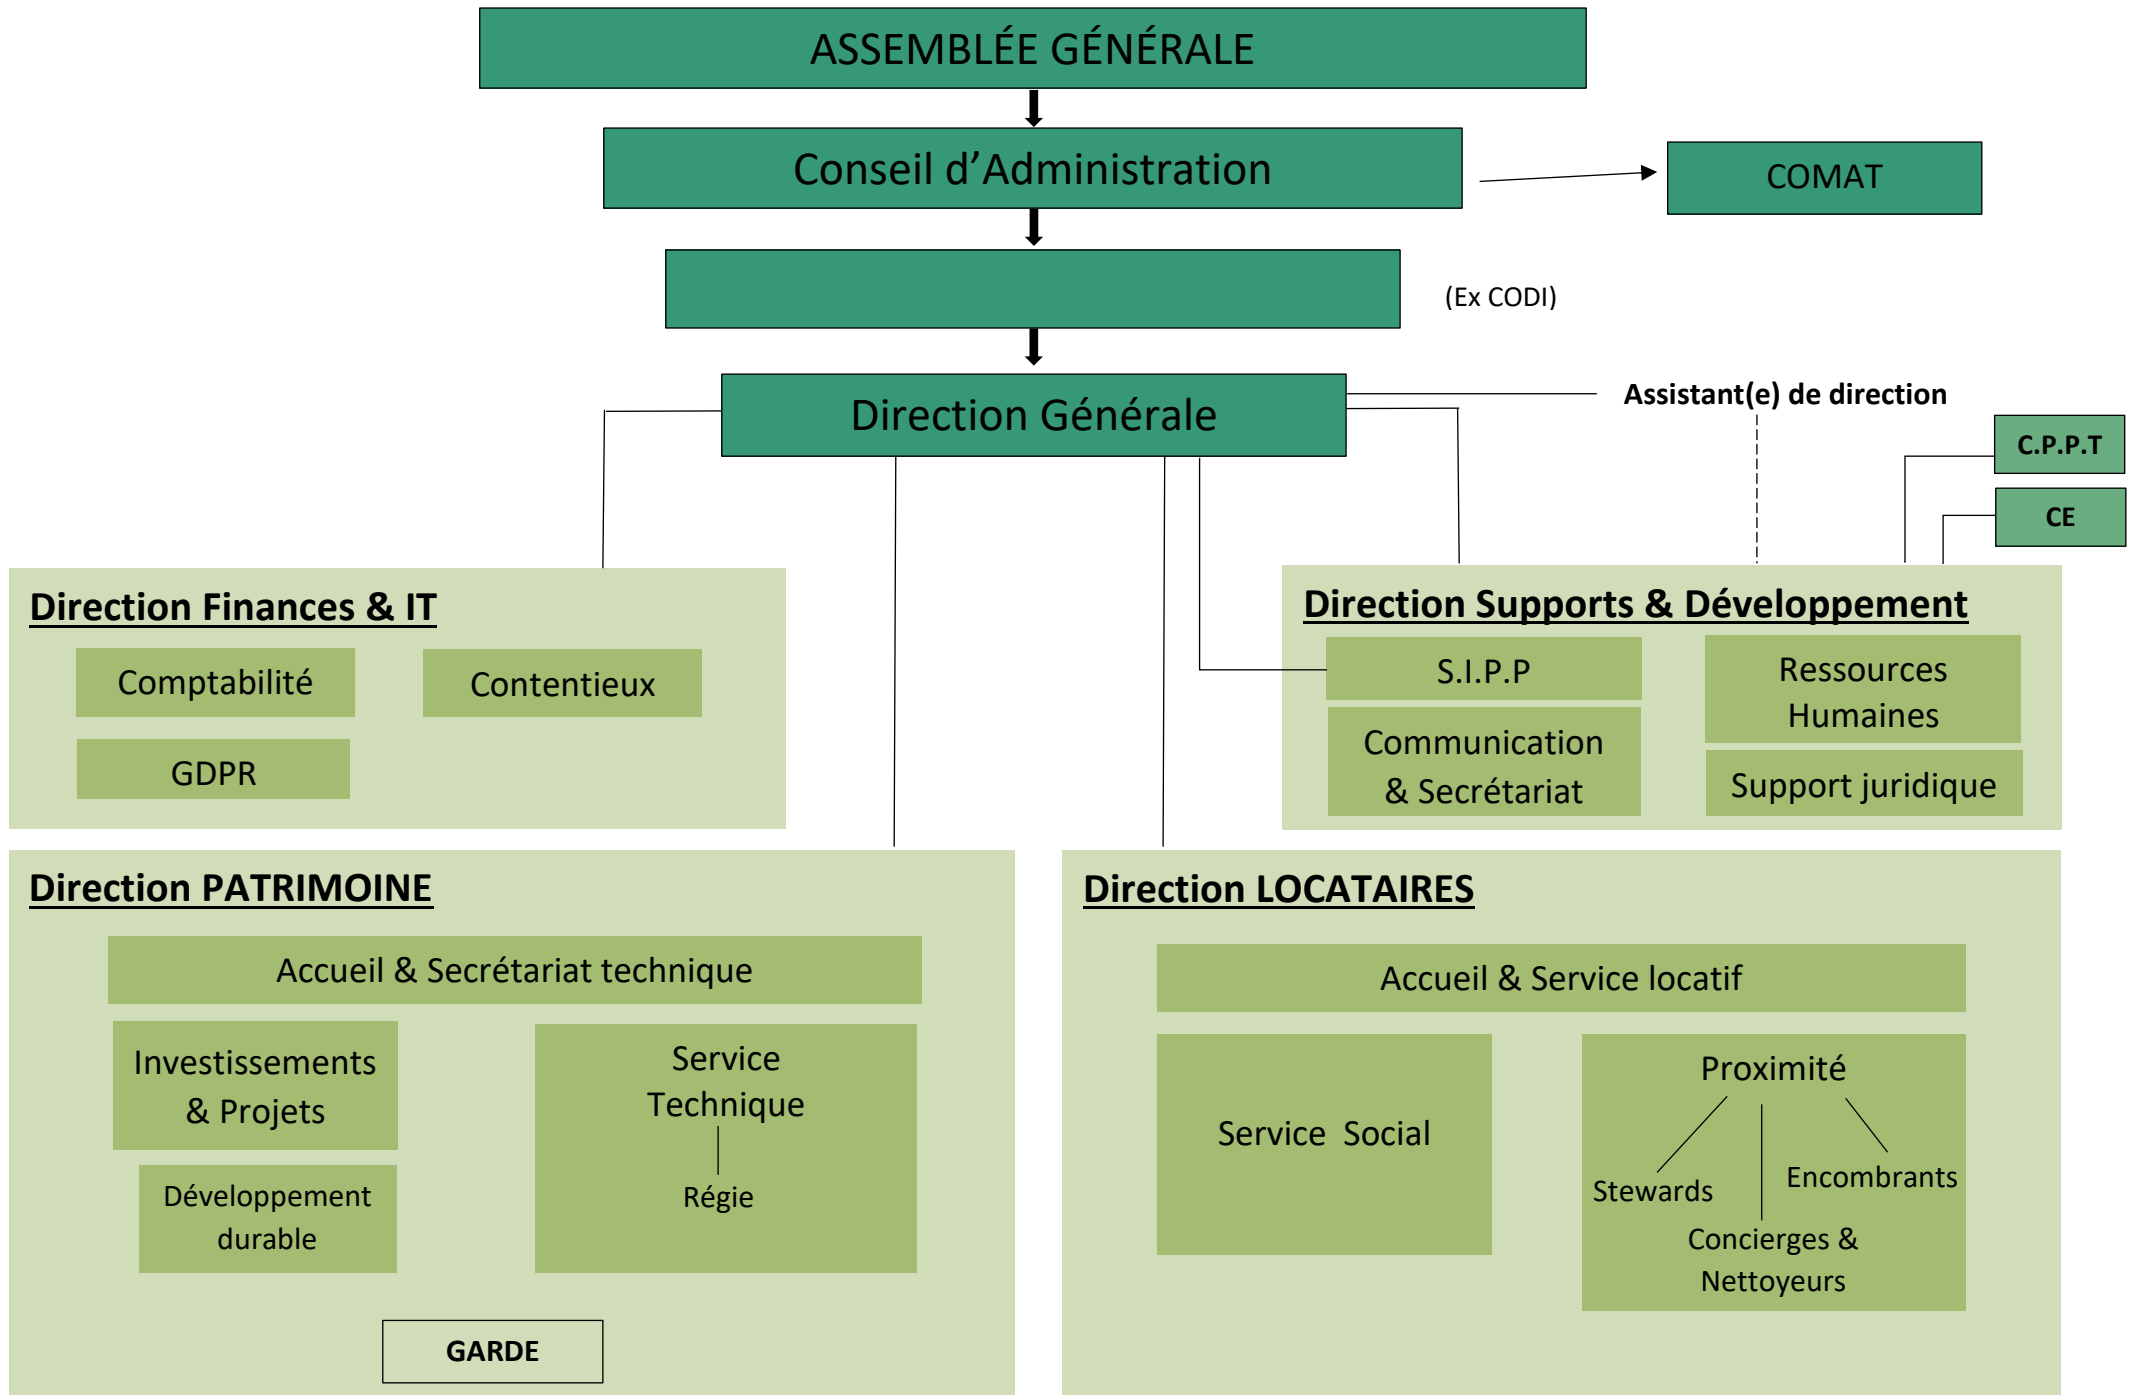 ASSEMBLÉE GÉNÉRALE
Conseil d’Administration
COMAT
(Ex CODI)
Direction Générale
Assistant(e) de direction
C.P.P.T
CE
Direction Finances & IT
Comptabilité
Contentieux
GDPR
Direction Supports & Développement
S.I.P.P
Ressources
Humaines
Communication
& Secrétariat
Support juridique
Direction PATRIMOINE
Accueil & Secrétariat technique
Investissements
& Projets
Service
Technique
Régie
Développement
durable
GARDE
Direction LOCATAIRES
Accueil & Service locatif
Service  Social
Proximité
Stewards
Encombrants
Concierges &
Nettoyeurs